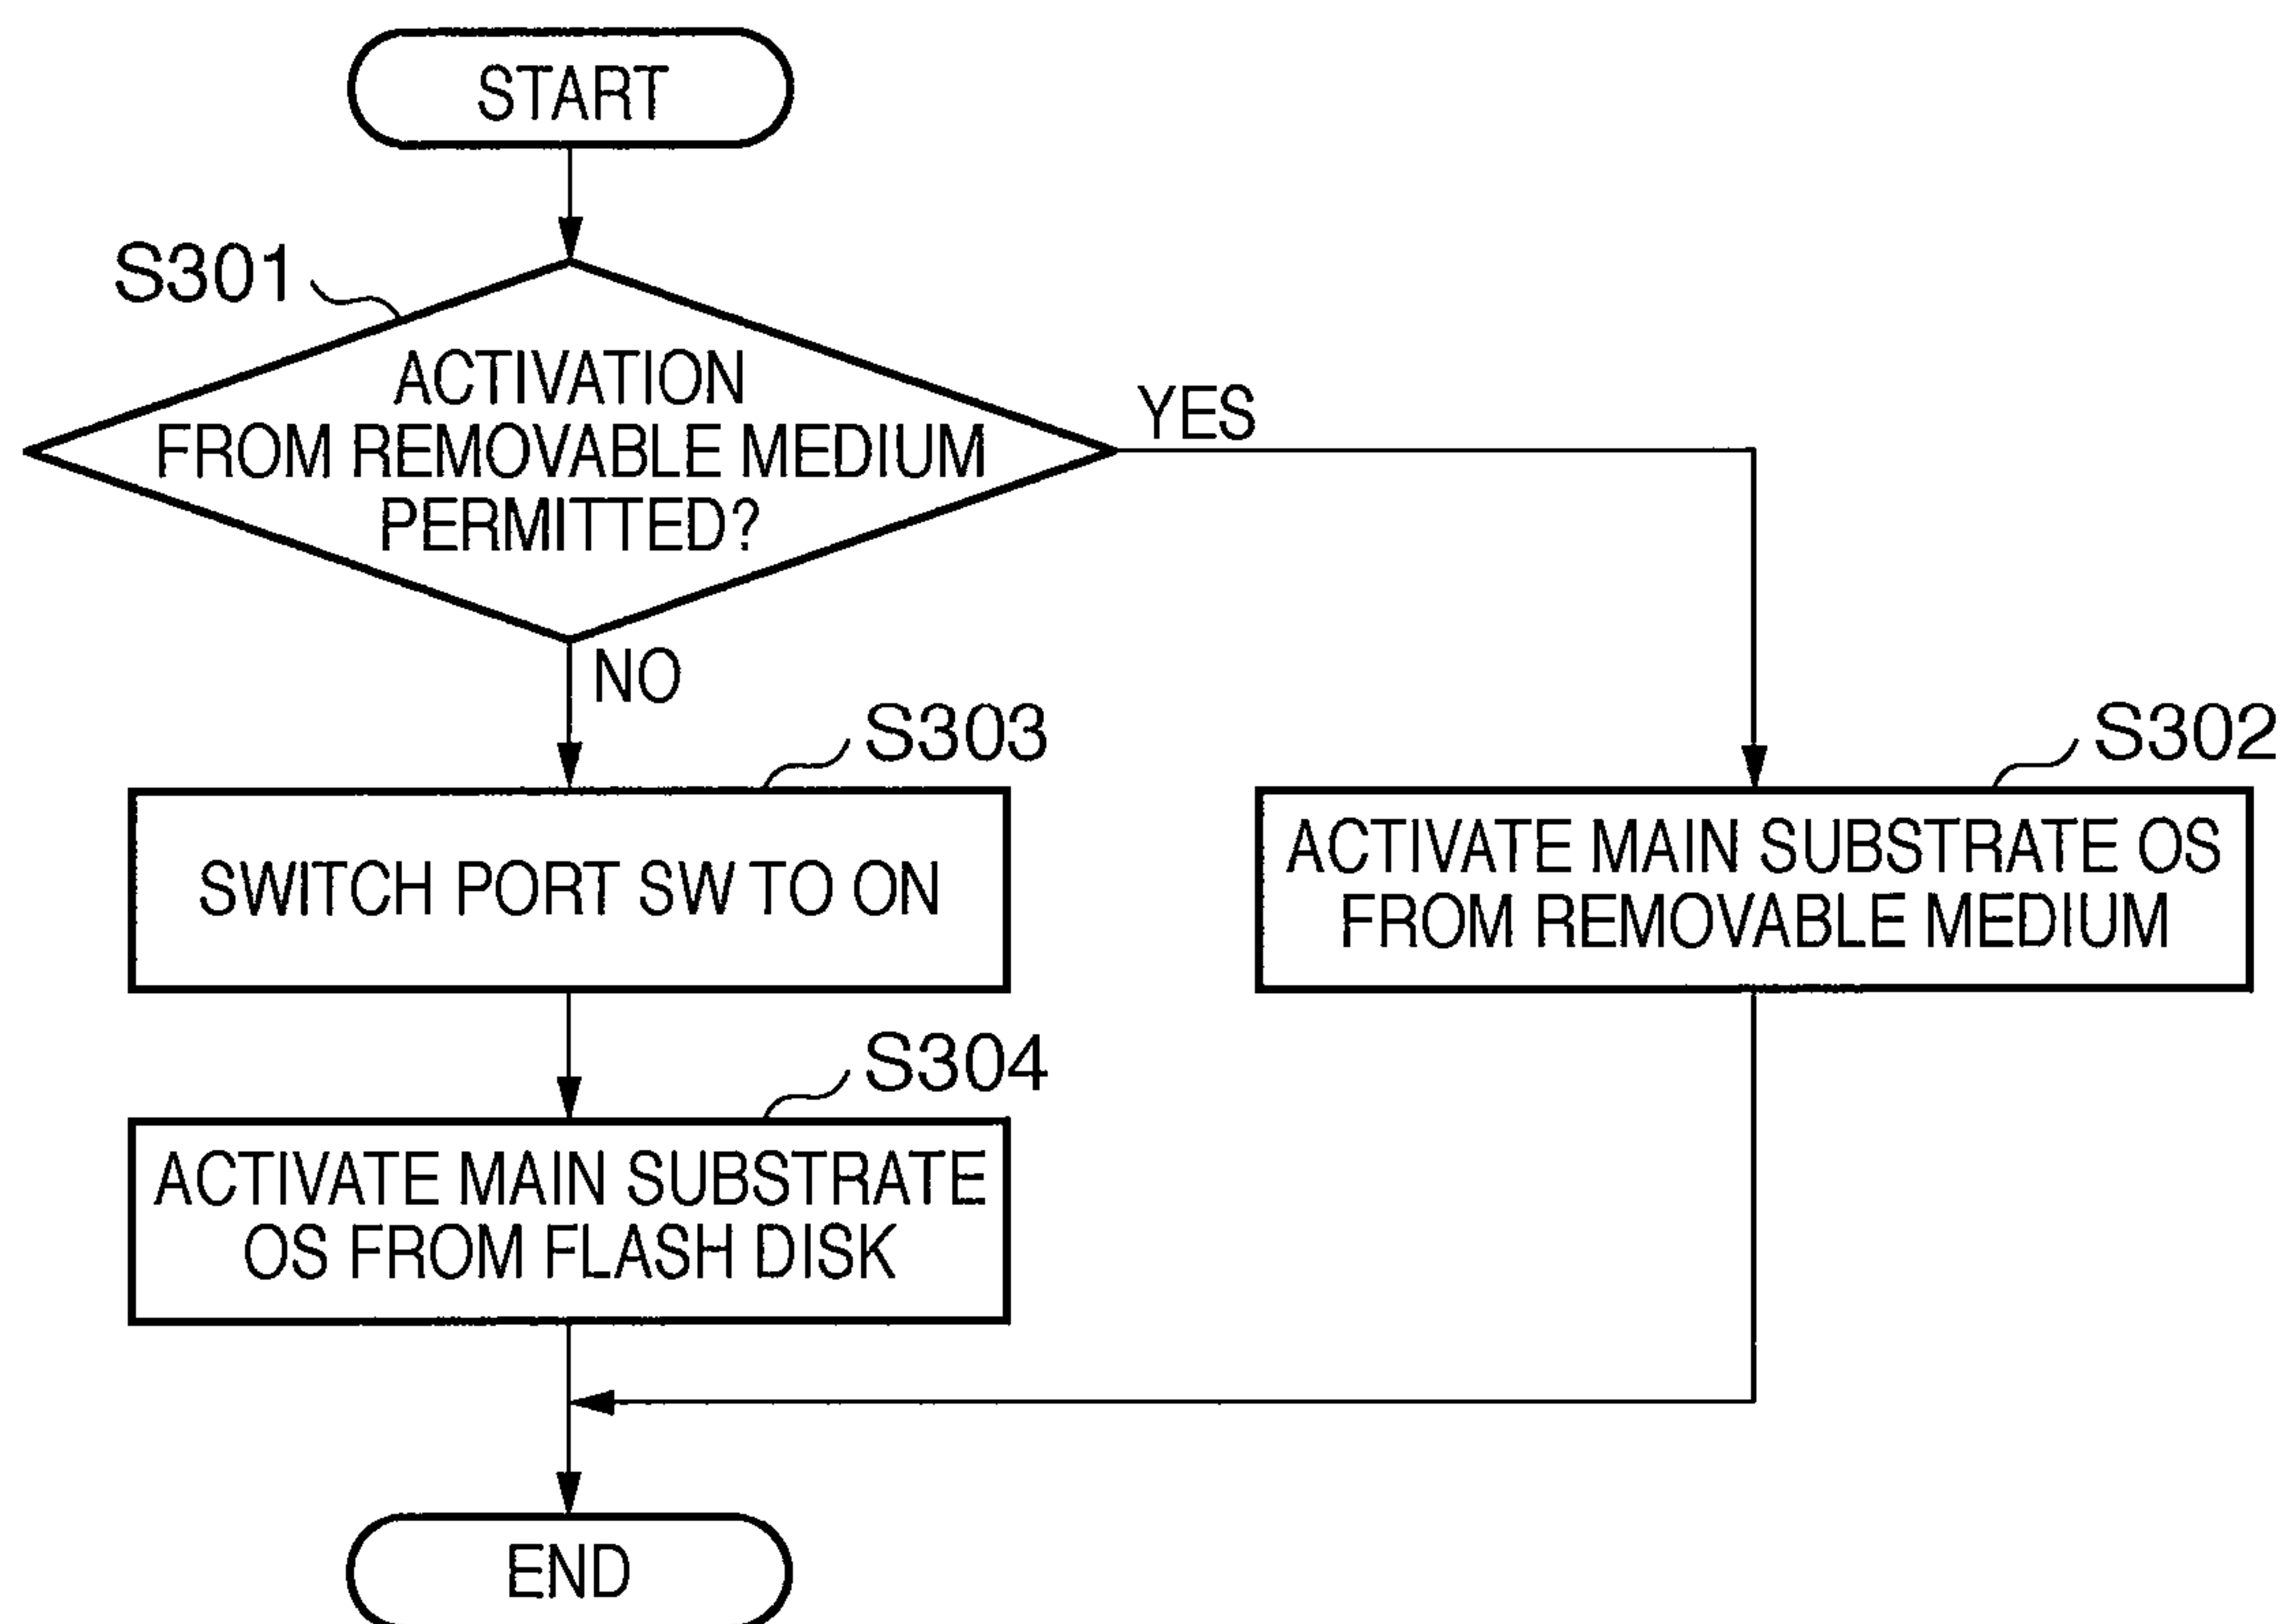 START
S301
ACTIVATION
FROM REMOVABLE MEDIUM
PERMITTED?
YES
NO
S303
SWITCH PORT SW TO ON
S302
ACTIVATE MAIN SUBSTRATE OS
FROM REMOVABLE MEDIUM
S304
ACTIVATE MAIN SUBSTRATE
OS FROM FLASH DISK
END